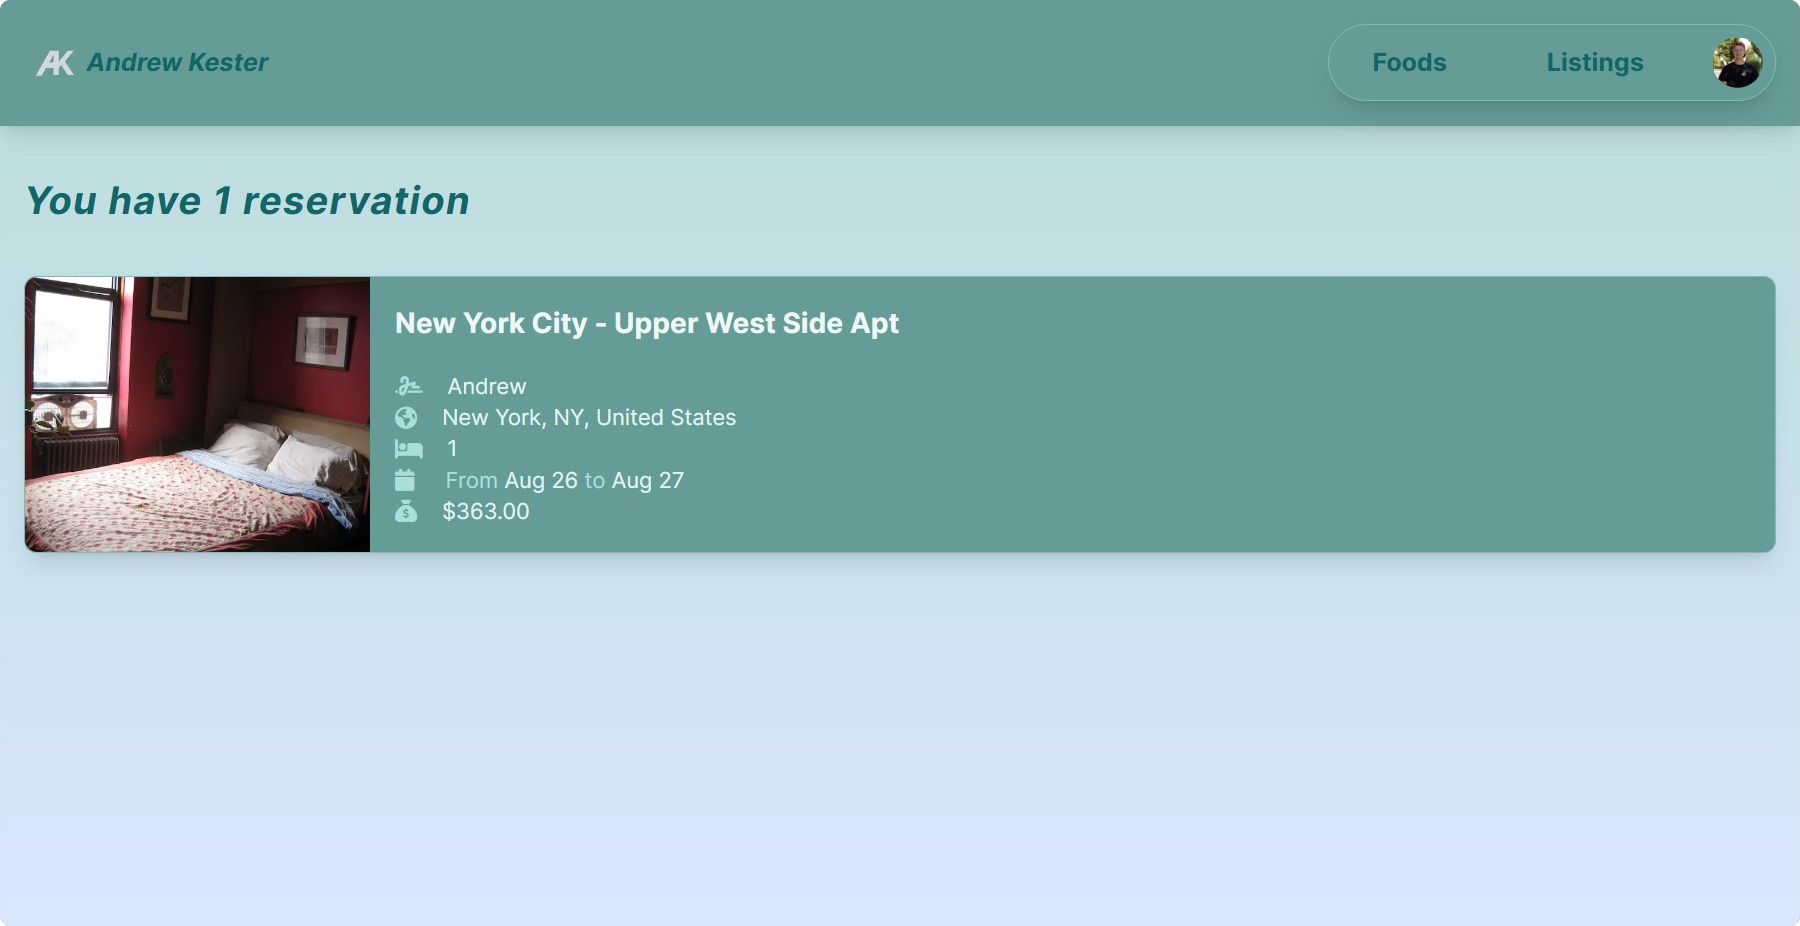 AK Andrew Kester
Foods
Listings
You have 1 reservation
New York City - Upper West Side Apt
Andrew
New York, NY, United States
1
From Aug 26 to Aug 27
$363.00